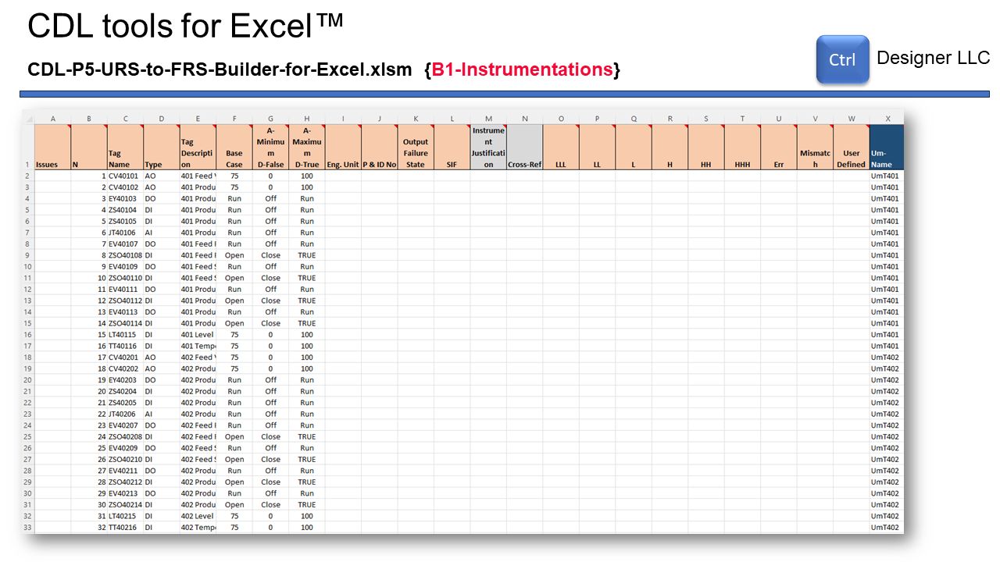 CDL tools for Excel™
CDL-P5-URS-to-FRS-Builder-for-Excel.xlsm {B1-Instrumentations}
Ctrl
Designer LLC
A B C D E F G H I J K L M N O P Q R S T U V W X
1 Issues N Tag Name Type Tag Descripti on Base Case A- Minimu m D-False A- Maximu m D-True Eng. Unit P & ID No Output Failure State SIF Instrume nt Justificati on Cross-Ref LLL LL L H HH HHH Err Mismatc h User Defined Um- Name
2 1 CV40101 AO 401 Feed 75 0 100 UmT401
3 2 CV40102 AO 401 Produ 75 0 100 UmT401
4 3 EY40103 DO 401 Produ Run Off Run UmT401
5 4 ZS40104 DI 401 Produ Run Off Run UmT401
6 5 ZS40105 DI 401 Produ Run Off Run UmT401
7 6 JT40106 AI 401 Produ Run Off Run UmT401
8 7 EV40107 DO 401 Feed Run Off Run UmT401
9 8 ZSO40108 DI 401 Feed Open Close TRUE UmT401
10 9 EV40109 DO 401 Feed Run Off Run UmT401
11 10 ZSO40110 DI 401 Feed Open Close TRUE UmT401
12 11 EV40111 DO 401 Produ Run Off Run UmT401
13 12 ZSO40112 DI 401 Produ Open Close TRUE UmT401
14 13 EV40113 DO 401 Produ Run Off Run UmT401
15 14 ZSO40114 DI 401 Produ Open Close TRUE UmT401
16 15 LT40115 DI 401 Level 75 0 100 UmT401
17 16 TT40116 DI 401 Temp 75 0 100 UmT401
18 17 CV40201 AO 402 Feed 75 0 100 UmT402
19 18 CV40202 AO 402 Produ 75 0 100 UmT402
20 19 EY40203 DO 402 Produ Run Off Run UmT402
21 20 ZS40204 DI 402 Produ Run Off Run UmT402
22 21 ZS40205 DI 402 Produ Run Off Run UmT402
23 22 JT40206 AI 402 Produ Run Off Run UmT402
24 23 EV40207 DO 402 Feed Run Off Run UmT402
25 24 ZSO40208 DI 402 Feed Open Close TRUE UmT402
26 25 EV40209 DO 402 Feed Run Off Run UmT402
27 26 ZSO40210 DI 402 Feed Open Close TRUE UmT402
28 27 EV40211 DO 402 Produ Run Off Run UmT402
29 28 ZSO40212 DI 402 Produ Open Close TRUE UmT402
30 29 EV40213 DO 402 Produ Run Off Run UmT402
31 30 ZSO40214 DI 402 Produ Open Close TRUE UmT402
32 31 LT40215 DI 402 Level 75 0 100 UmT402
33 32 TT40216 DI 402 Temp 75 0 100 UmT402